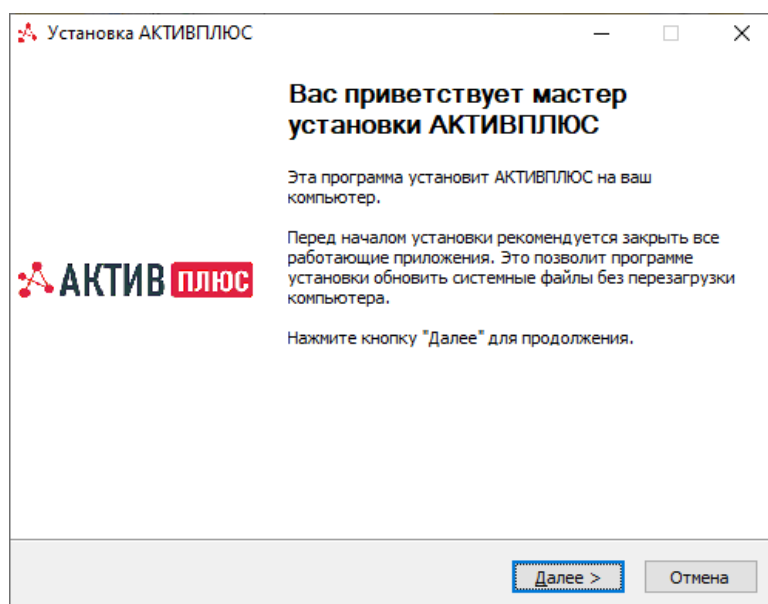 Установка АКТИВПЛЮС
Вас приветствует мастер
установки АКТИВПЛЮС
Эта программа установит АКТИВПЛЮС на ваш
компьютер.
Перед началом установки рекомендуется закрыть все
работающие приложения. Это позволит программе
установки обновить системные файлы без перезагрузки
компьютера.
АКТИВ ПЛЮС
Нажмите кнопку "Далее" для продолжения.
Далее >
Отмена